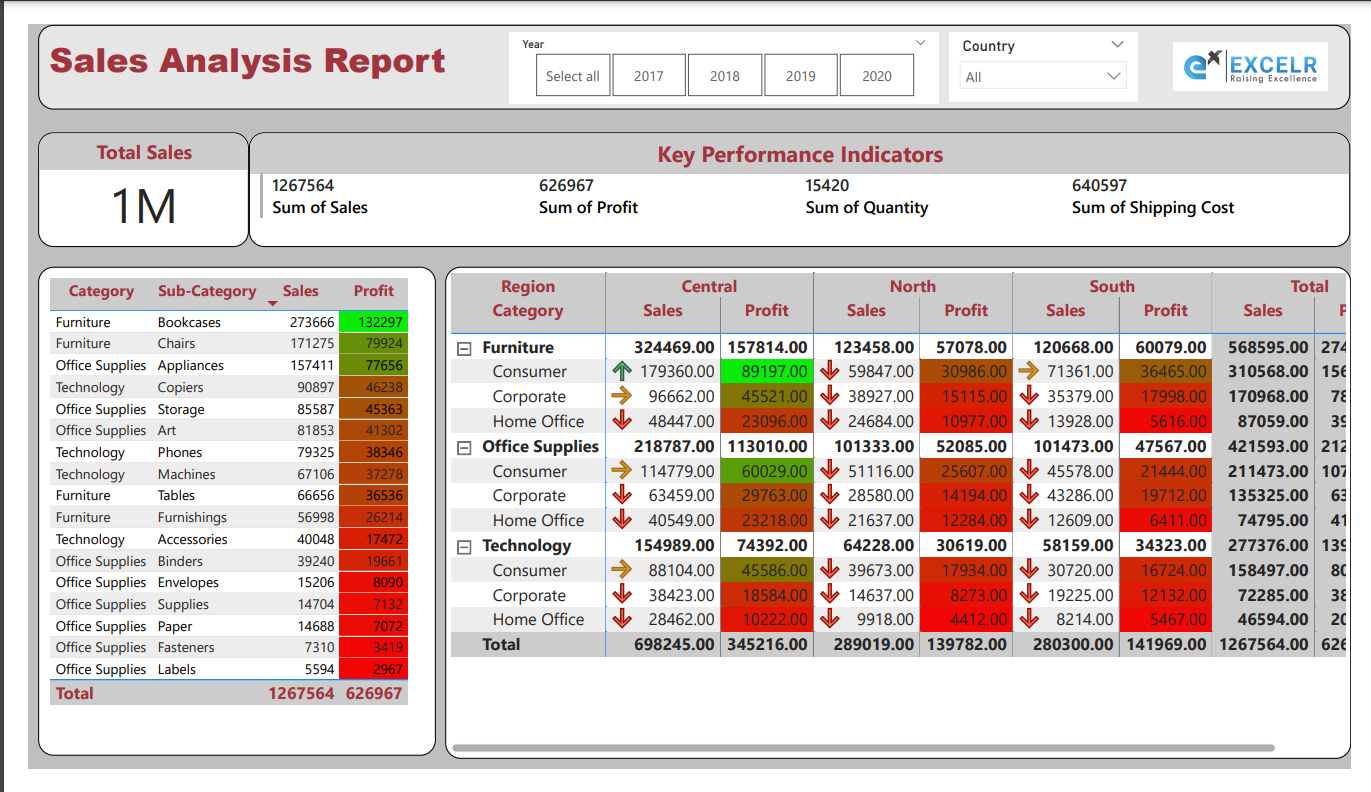 Sales Analysis Report
Year
Select all 2017 2018 2019 2020
Country
All
ex EXCELR
Raising Excellence
Total Sales
1M
Key Performance Indicators
1267564 626967 15420 640597
Sum of Sales Sum of Profit Sum of Quantity Sum of Shipping Cost
Category Sub-Category Sales Profit
Furniture Bookcases 273666 132297
Furniture Chairs 171275 79924
Office Supplies Appliances 157411 77656
Technology Copiers 90897 46238
Office Supplies Storage 85587 45363
Office Supplies Art 81853 41302
Technology Phones 79325 38346
Technology Machines 67106 37278
Furniture Tables 66656 36536
Furniture Furnishings 56998 26214
Technology Accessories 40048 17472
Office Supplies Binders 39240 19661
Office Supplies Envelopes 15206 8090
Office Supplies Supplies 14704 7132
Office Supplies Paper 14688 7072
Office Supplies Fasteners 7310 3419
Office Supplies Labels 5594 2967
Total 1267564 626967
Region Central North South Total
Category Sales Profit Sales Profit Sales Profit Sales P
Furniture 324469.00 157814.00 123458.00 57078.00 120668.00 60079.00 568595.00 274
Consumer 179360.00 89197.00 59847.00 30986.00 71361.00 36465.00 310568.00 156
Corporate 96662.00 45521.00 38927.00 15115.00 35379.00 17998.00 170968.00 78
Home Office 48447.00 23096.00 24684.00 10977.00 13928.00 5616.00 87059.00 39
Office Supplies 218787.00 113010.00 101333.00 52085.00 101473.00 47567.00 421593.00 212
Consumer 114779.00 60029.00 51116.00 25607.00 45578.00 21444.00 211473.00 107
Corporate 63459.00 29763.00 28580.00 14194.00 43286.00 19712.00 135325.00 63
Home Office 40549.00 23218.00 21637.00 12284.00 12609.00 6411.00 74795.00 41
Technology 154989.00 74392.00 64228.00 30619.00 58159.00 34323.00 277376.00 139
Consumer 88104.00 45586.00 39673.00 17934.00 30720.00 16724.00 158497.00 80
Corporate 38423.00 18584.00 14637.00 8273.00 19225.00 12132.00 72285.00 38
Home Office 28462.00 10222.00 9918.00 4412.00 8214.00 5467.00 46594.00 20
Total 698245.00 345216.00 289019.00 139782.00 280300.00 141969.00 1267564.00 626